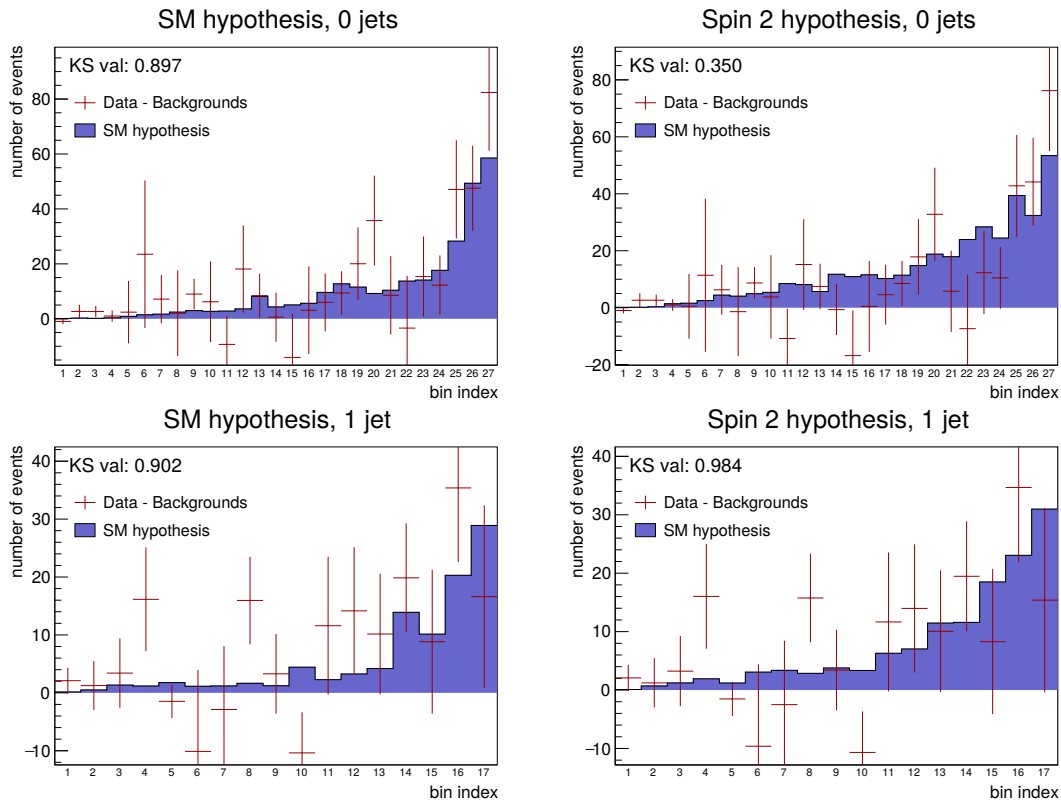 SM hypothesis, 0 jets
number of events
KS val: 0.897
Data - Backgrounds
SM hypothesis
80
60
40
20
0
1 2 3 4 5 6 7 8 9 10 11 12 13 14 15 16 17 18 19 20 21 22 23 24 25 26 27
bin index
Spin 2 hypothesis, 0 jets
number of events
KS val: 0.350
Data - Backgrounds
SM hypothesis
80
60
40
20
0
−20
1 2 3 4 5 6 7 8 9 10 11 12 13 14 15 16 17 18 19 20 21 22 23 24 25 26 27
bin index
SM hypothesis, 1 jet
number of events
KS val: 0.902
Data - Backgrounds
SM hypothesis
40
30
20
10
0
−10
1 2 3 4 5 6 7 8 9 10 11 12 13 14 15 16 17
bin index
Spin 2 hypothesis, 1 jet
number of events
KS val: 0.984
Data - Backgrounds
SM hypothesis
40
30
20
10
0
−10
1 2 3 4 5 6 7 8 9 10 11 12 13 14 15 16 17
bin index